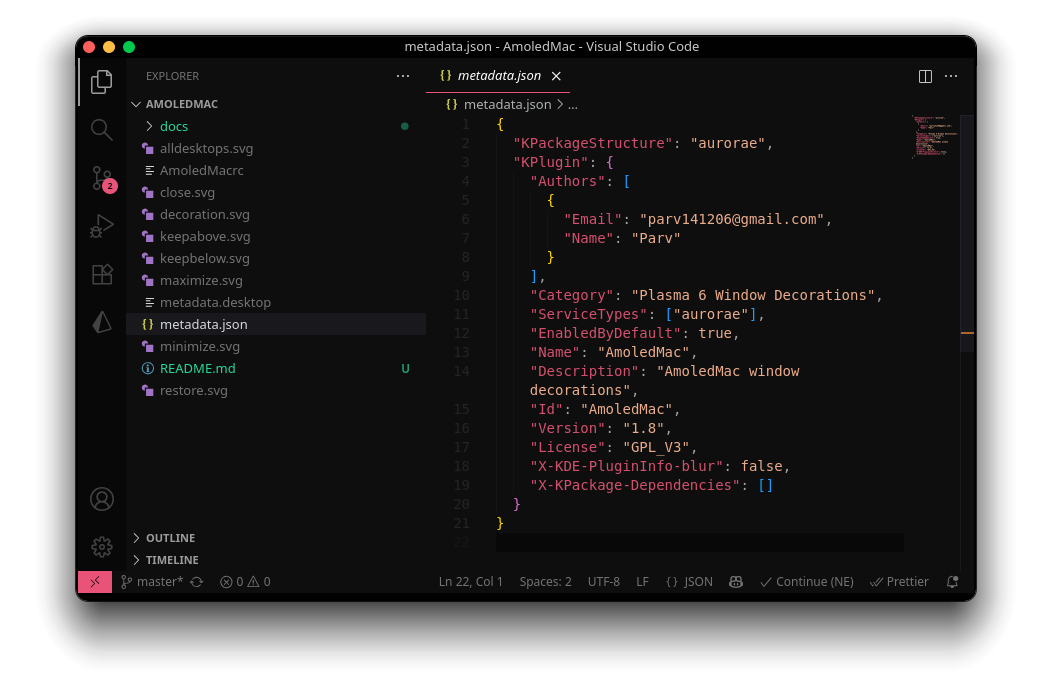 metadata.json - AmoledMac - Visual Studio Code
EXPLORER
AMOLEDMAC
docs
alldesktops.svg
AmoledMacrc
close.svg
decoration.svg
keepabove.svg
keepbelow.svg
maximize.svg
metadata.desktop
metadata.json
minimize.svg
README.md U
restore.svg
OUTLINE
TIMELINE
2
{ } metadata.json
{ } metadata.json > ...
1 {
2 "KPackageStructure": "aurorae",
3 "KPlugin": {
4 "Authors": [
5 {
6 "Email": "parv141206@gmail.com",
7 "Name": "Parv"
8 }
9 ],
10 "Category": "Plasma 6 Window Decorations",
11 "ServiceTypes": ["aurorae"],
12 "EnabledByDefault": true,
13 "Name": "AmoledMac",
14 "Description": "AmoledMac window
decorations",
15 "Id": "AmoledMac",
16 "Version": "1.8",
17 "License": "GPL_V3",
18 "X-KDE-PluginInfo-blur": false,
19 "X-KPackage-Dependencies": []
20 }
21 }
22
master* 0 0 Ln 22, Col 1 Spaces: 2 UTF-8 LF { } JSON Continue (NE) Prettier